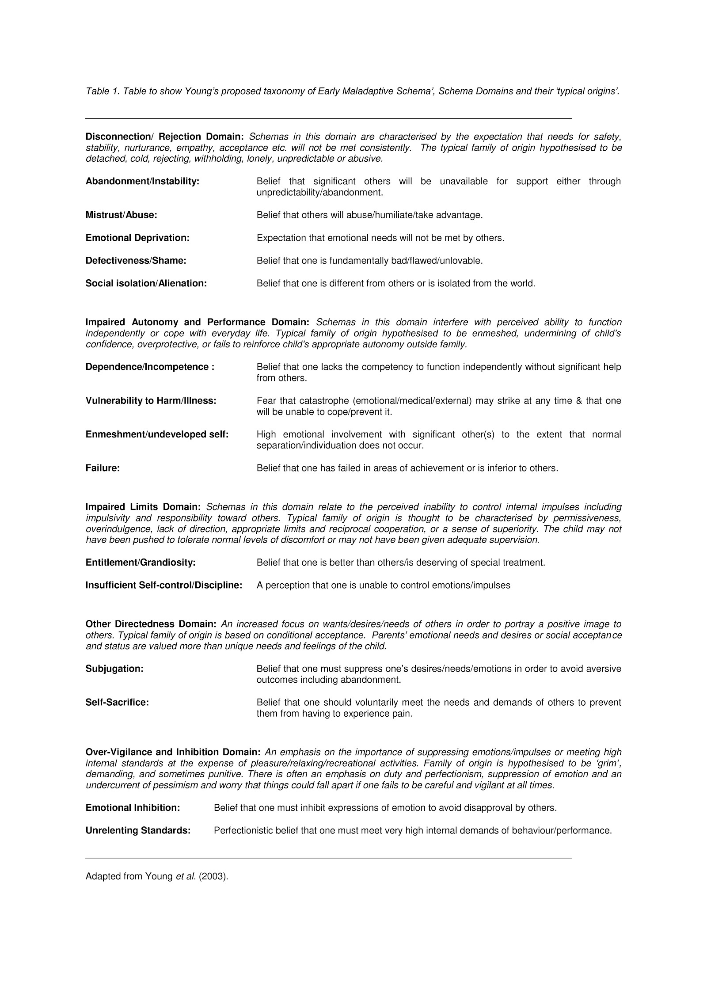 Table 1. Table to show Young’s proposed taxonomy of Early Maladaptive Schema’, Schema Domains and their ‘typical origins’.
Disconnection/ Rejection Domain: Schemas in this domain are characterised by the expectation that needs for safety,
stability, nurturance, empathy, acceptance etc. will not be met consistently. The typical family of origin hypothesised to be
detached, cold, rejecting, withholding, lonely, unpredictable or abusive.
Abandonment/Instability: Belief that significant others will be unavailable for support either through
unpredictability/abandonment.
Mistrust/Abuse: Belief that others will abuse/humiliate/take advantage.
Emotional Deprivation: Expectation that emotional needs will not be met by others.
Defectiveness/Shame: Belief that one is fundamentally bad/flawed/unlovable.
Social isolation/Alienation: Belief that one is different from others or is isolated from the world.
Impaired Autonomy and Performance Domain: Schemas in this domain interfere with perceived ability to function
independently or cope with everyday life. Typical family of origin hypothesised to be enmeshed, undermining of child’s
confidence, overprotective, or fails to reinforce child’s appropriate autonomy outside family.
Dependence/Incompetence : Belief that one lacks the competency to function independently without significant help
from others.
Vulnerability to Harm/Illness: Fear that catastrophe (emotional/medical/external) may strike at any time & that one
will be unable to cope/prevent it.
Enmeshment/undeveloped self: High emotional involvement with significant other(s) to the extent that normal
separation/individuation does not occur.
Failure: Belief that one has failed in areas of achievement or is inferior to others.
Impaired Limits Domain: Schemas in this domain relate to the perceived inability to control internal impulses including
impulsivity and responsibility toward others. Typical family of origin is thought to be characterised by permissiveness,
overindulgence, lack of direction, appropriate limits and reciprocal cooperation, or a sense of superiority. The child may not
have been pushed to tolerate normal levels of discomfort or may not have been given adequate supervision.
Entitlement/Grandiosity: Belief that one is better than others/is deserving of special treatment.
Insufficient Self-control/Discipline: A perception that one is unable to control emotions/impulses
Other Directedness Domain: An increased focus on wants/desires/needs of others in order to portray a positive image to
others. Typical family of origin is based on conditional acceptance. Parents’ emotional needs and desires or social acceptance
and status are valued more than unique needs and feelings of the child.
Subjugation: Belief that one must suppress one’s desires/needs/emotions in order to avoid aversive
outcomes including abandonment.
Self-Sacrifice: Belief that one should voluntarily meet the needs and demands of others to prevent
them from having to experience pain.
Over-Vigilance and Inhibition Domain: An emphasis on the importance of suppressing emotions/impulses or meeting high
internal standards at the expense of pleasure/relaxing/recreational activities. Family of origin is hypothesised to be ‘grim’,
demanding, and sometimes punitive. There is often an emphasis on duty and perfectionism, suppression of emotion and an
undercurrent of pessimism and worry that things could fall apart if one fails to be careful and vigilant at all times.
Emotional Inhibition: Belief that one must inhibit expressions of emotion to avoid disapproval by others.
Unrelenting Standards: Perfectionistic belief that one must meet very high internal demands of behaviour/performance.
Adapted from Young et al. (2003).